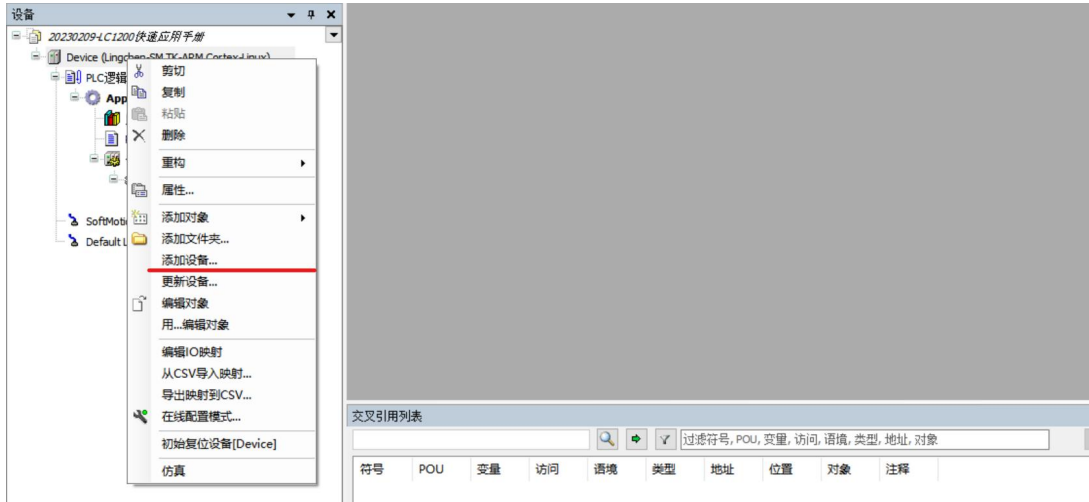 设备
20230209-LC1200快速应用手册
Device (Lingchen-SM TK-ARM Cortex-Linux)
PLC逻辑
App
SoftMoti
Default L
剪切
复制
粘贴
删除
重构
属性...
添加对象
添加文件夹...
添加设备...
更新设备...
编辑对象
用...编辑对象
编辑IO映射
从CSV导入映射...
导出映射到CSV...
在线配置模式...
初始复位设备[Device]
仿真
交叉引用列表
过滤符号, POU, 变量, 访问, 语境, 类型, 地址, 对象
符号 POU 变量 访问 语境 类型 地址 位置 对象 注释